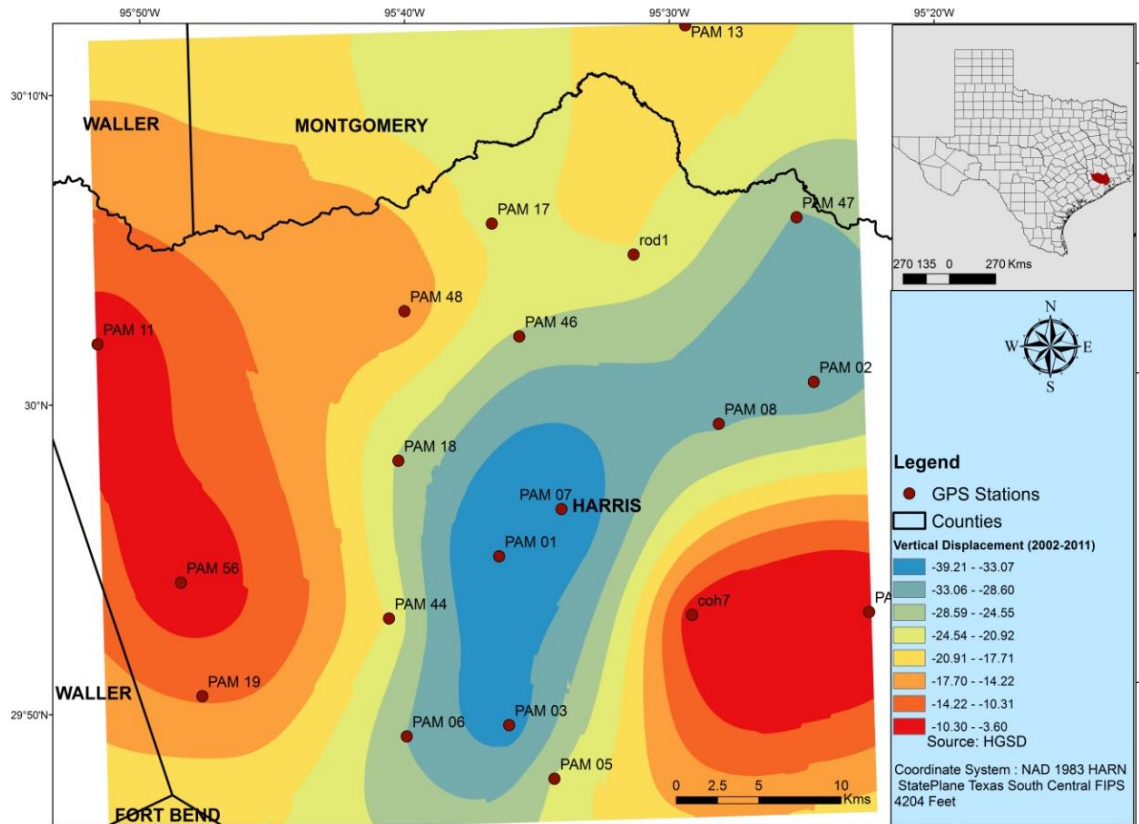 95°50'W
95°40'W
95°30'W
95°20'W
PAM 13
30°10'N
WALLER
MONTGOMERY
PAM 17
PAM 47
rod1
PAM 48
PAM 46
PAM 11
PAM 02
30°N
PAM 08
PAM 18
PAM 07
HARRIS
PAM 01
PAM 56
PAM 44
coh7
PA
PAM 19
WALLER
29°50'N
PAM 06
PAM 03
PAM 05
FORT BEND
0 2.5 5 10
Kms
270 135 0 270 Kms
N
W E
S
Legend
GPS Stations
Counties
Vertical Displacement (2002-2011)
-39.21 - -33.07
-33.06 - -28.60
-28.59 - -24.55
-24.54 - -20.92
-20.91 - -17.71
-17.70 - -14.22
-14.22 - -10.31
-10.30 - -3.60
Source: HGSD
Coordinate System : NAD 1983 HARN
StatePlane Texas South Central FIPS
4204 Feet